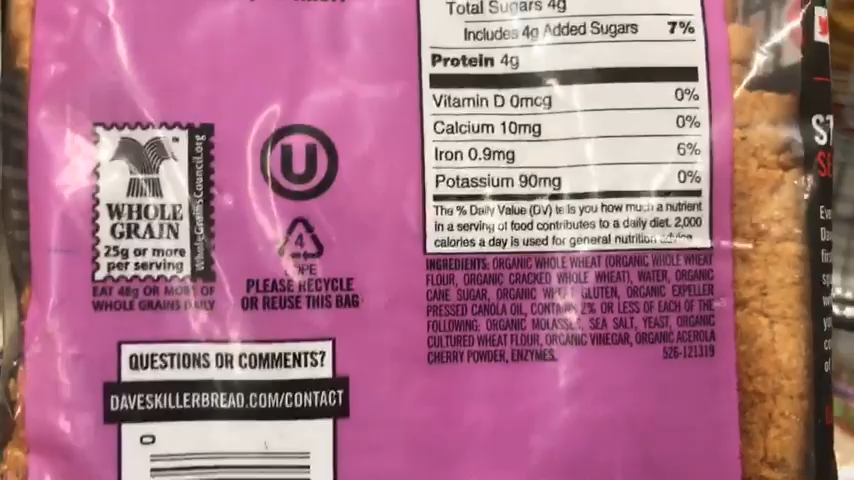 Total Sugars 4g
Includes 4g Added Sugars 7%
Protein 4g
Vitamin D 0mcg 0%
Calcium 10mg 0%
Iron 0.9mg 6%
Potassium 90mg 0%
The % Daily Value (DV) tells you how much a nutrient
in a serving of food contributes to a daily diet. 2,000
calories a day is used for general nutrition advice.
INGREDIENTS: ORGANIC WHOLE WHEAT (ORGANIC WHOLE WHEAT
FLOUR, ORGANIC CRACKED WHOLE WHEAT), WATER, ORGANIC
CANE SUGAR, ORGANIC WHEAT GLUTEN, ORGANIC EXPELLER
PRESSED CANOLA OIL, CONTAINS 2% OR LESS OF EACH OF THE
FOLLOWING: ORGANIC MOLASSES, SEA SALT, YEAST, ORGANIC
CULTURED WHEAT FLOUR, ORGANIC VINEGAR, ORGANIC ACEROLA
CHERRY POWDER, ENZYMES. 526-121319
WHOLE
GRAIN
25g or more
per serving
WholeGrainsCouncil.org
EAT 48g OR MORE OF
WHOLE GRAINS DAILY
U
4
LDPE
PLEASE RECYCLE
OR REUSE THIS BAG
QUESTIONS OR COMMENTS?
DAVESKILLERBREAD.COM/CONTACT
0